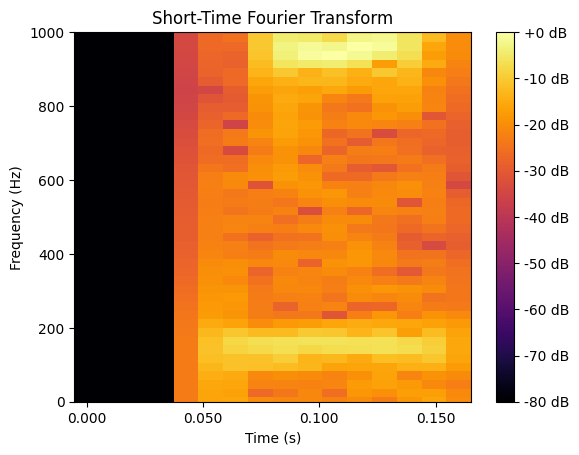 Short-Time Fourier Transform
1000
800
600
400
200
0
Frequency (Hz)
0.000
0.050
0.100
0.150
Time (s)
+0 dB
-10 dB
-20 dB
-30 dB
-40 dB
-50 dB
-60 dB
-70 dB
-80 dB